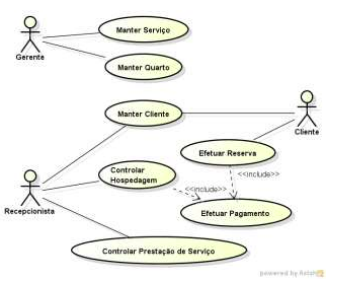 Manter Serviço
Gerente
Manter Quarto
Manter Cliente
Cliente
Efetuar Reserva
Controlar
Hospedagem
<<include>>
<<include>>
Recepcionista
Efetuar Pagamento
Controlar Prestação de Serviço
powered by Astah